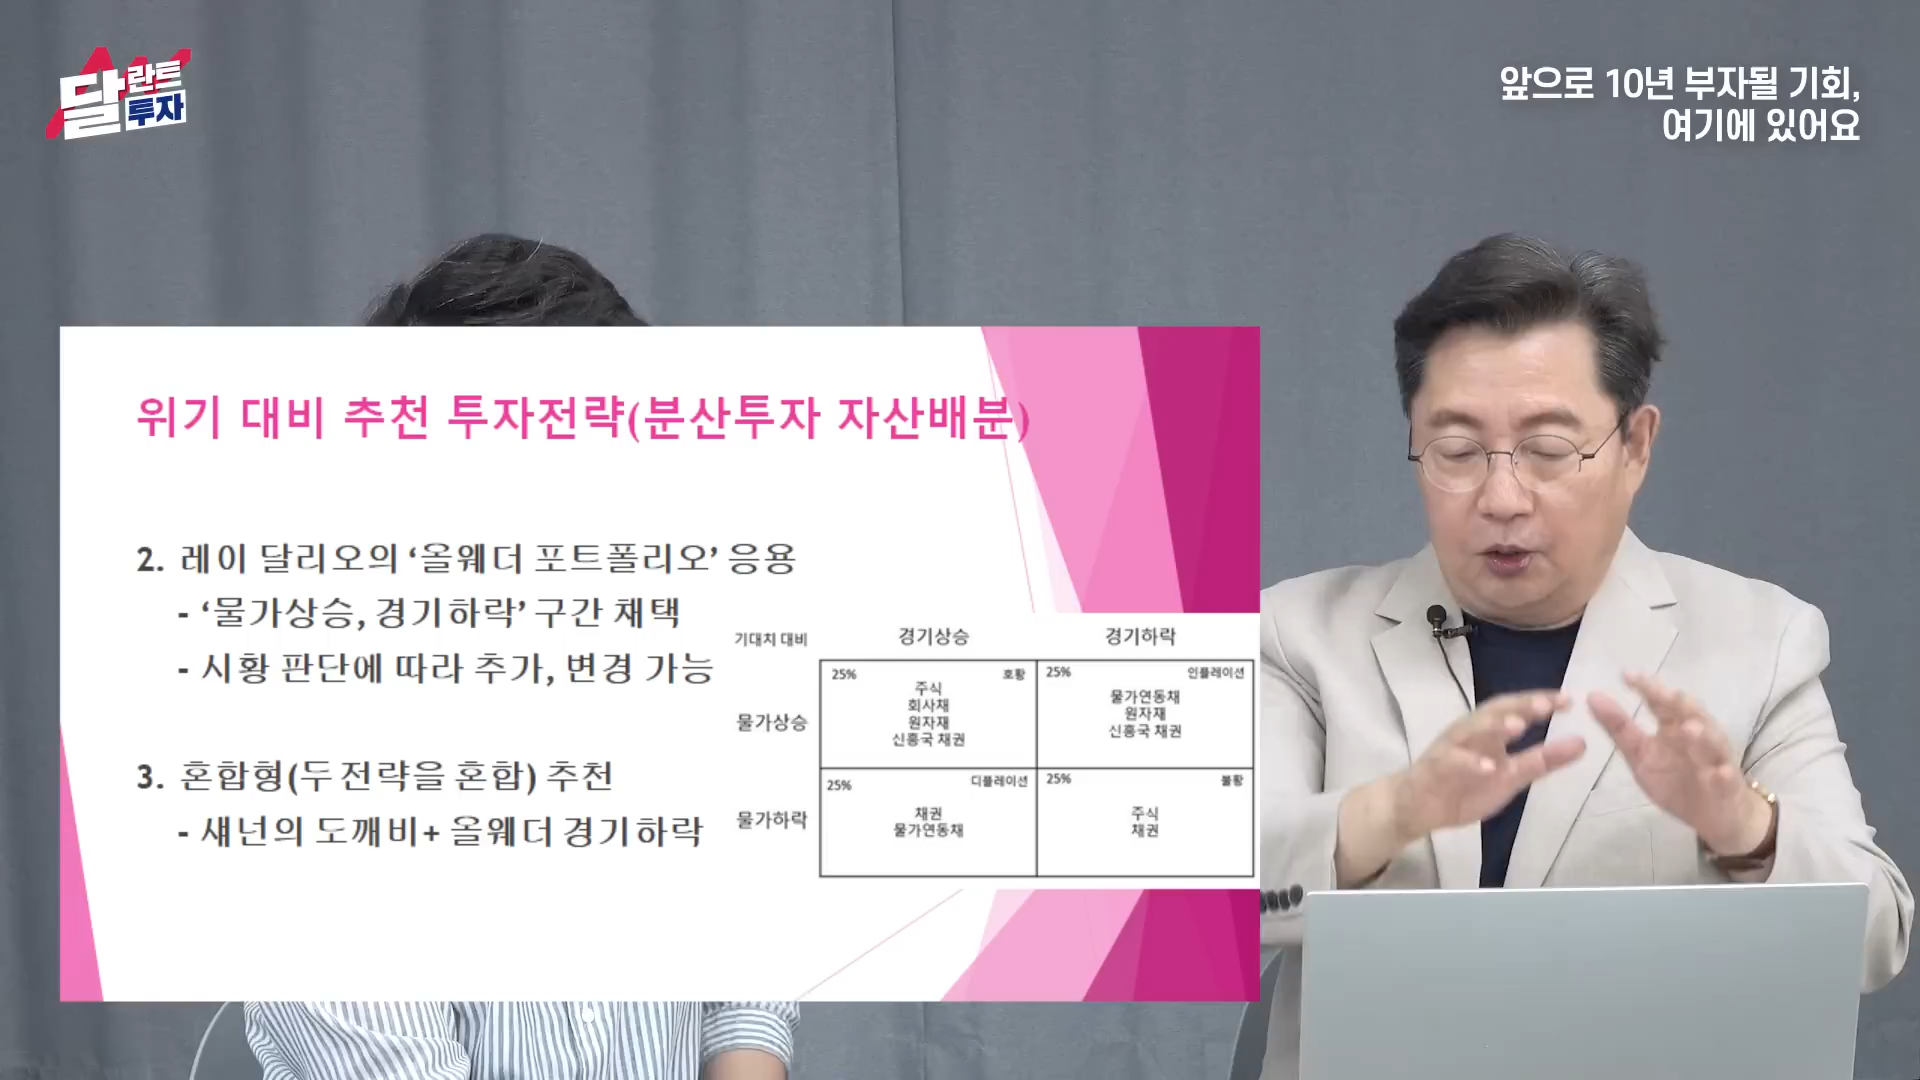 달란트
투자
앞으로 10년 부자될 기회,
여기에 있어요
위기 대비 추천 투자전략(분산투자 자산배분)
2. 레이 달리오의 ‘올웨더 포트폴리오’ 응용
- ‘물가상승, 경기하락’ 구간 채택
- 시황 판단에 따라 추가, 변경 가능
3. 혼합형(두 전략을 혼합) 추천
- 섀넌의 도깨비+ 올웨더 경기하락
기대치 대비 경기상승 경기하락
물가상승
25% 호황
주식
회사채
원자재
신흥국 채권
25% 인플레이션
물가연동채
원자재
신흥국 채권
물가하락
25% 디플레이션
채권
물가연동채
25% 불황
주식
채권